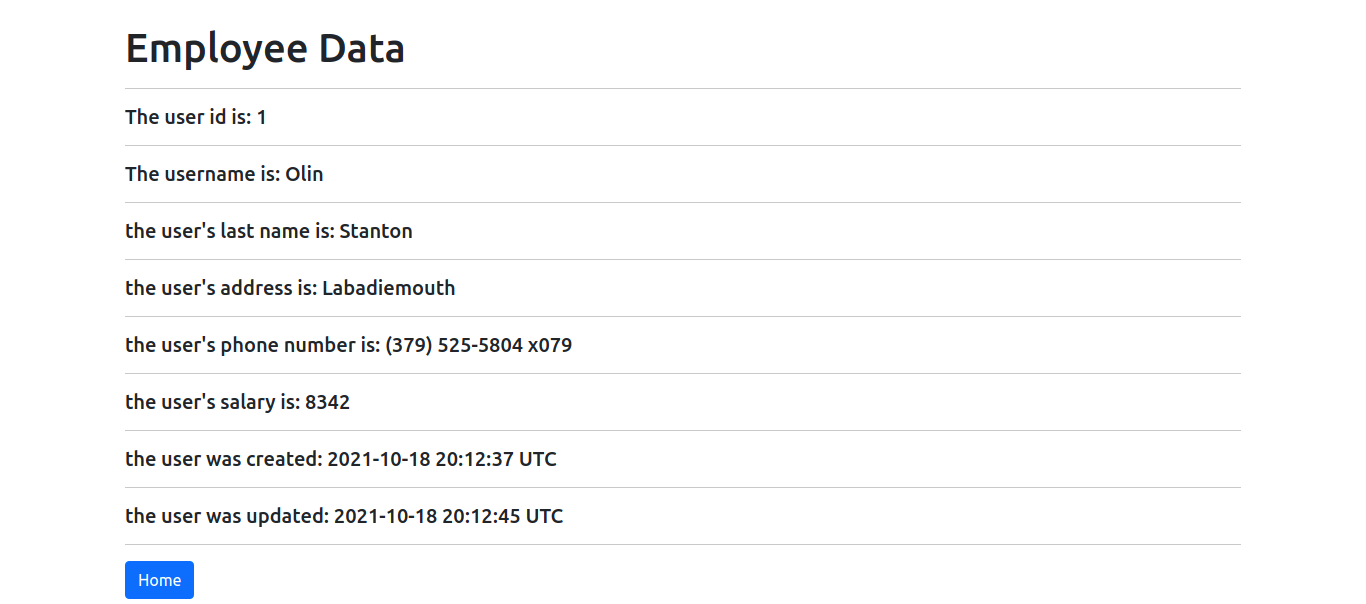 Employee Data
The user id is: 1
The username is: Olin
the user's last name is: Stanton
the user's address is: Labadiemouth
the user's phone number is: (379) 525-5804 x079
the user's salary is: 8342
the user was created: 2021-10-18 20:12:37 UTC
the user was updated: 2021-10-18 20:12:45 UTC
Home